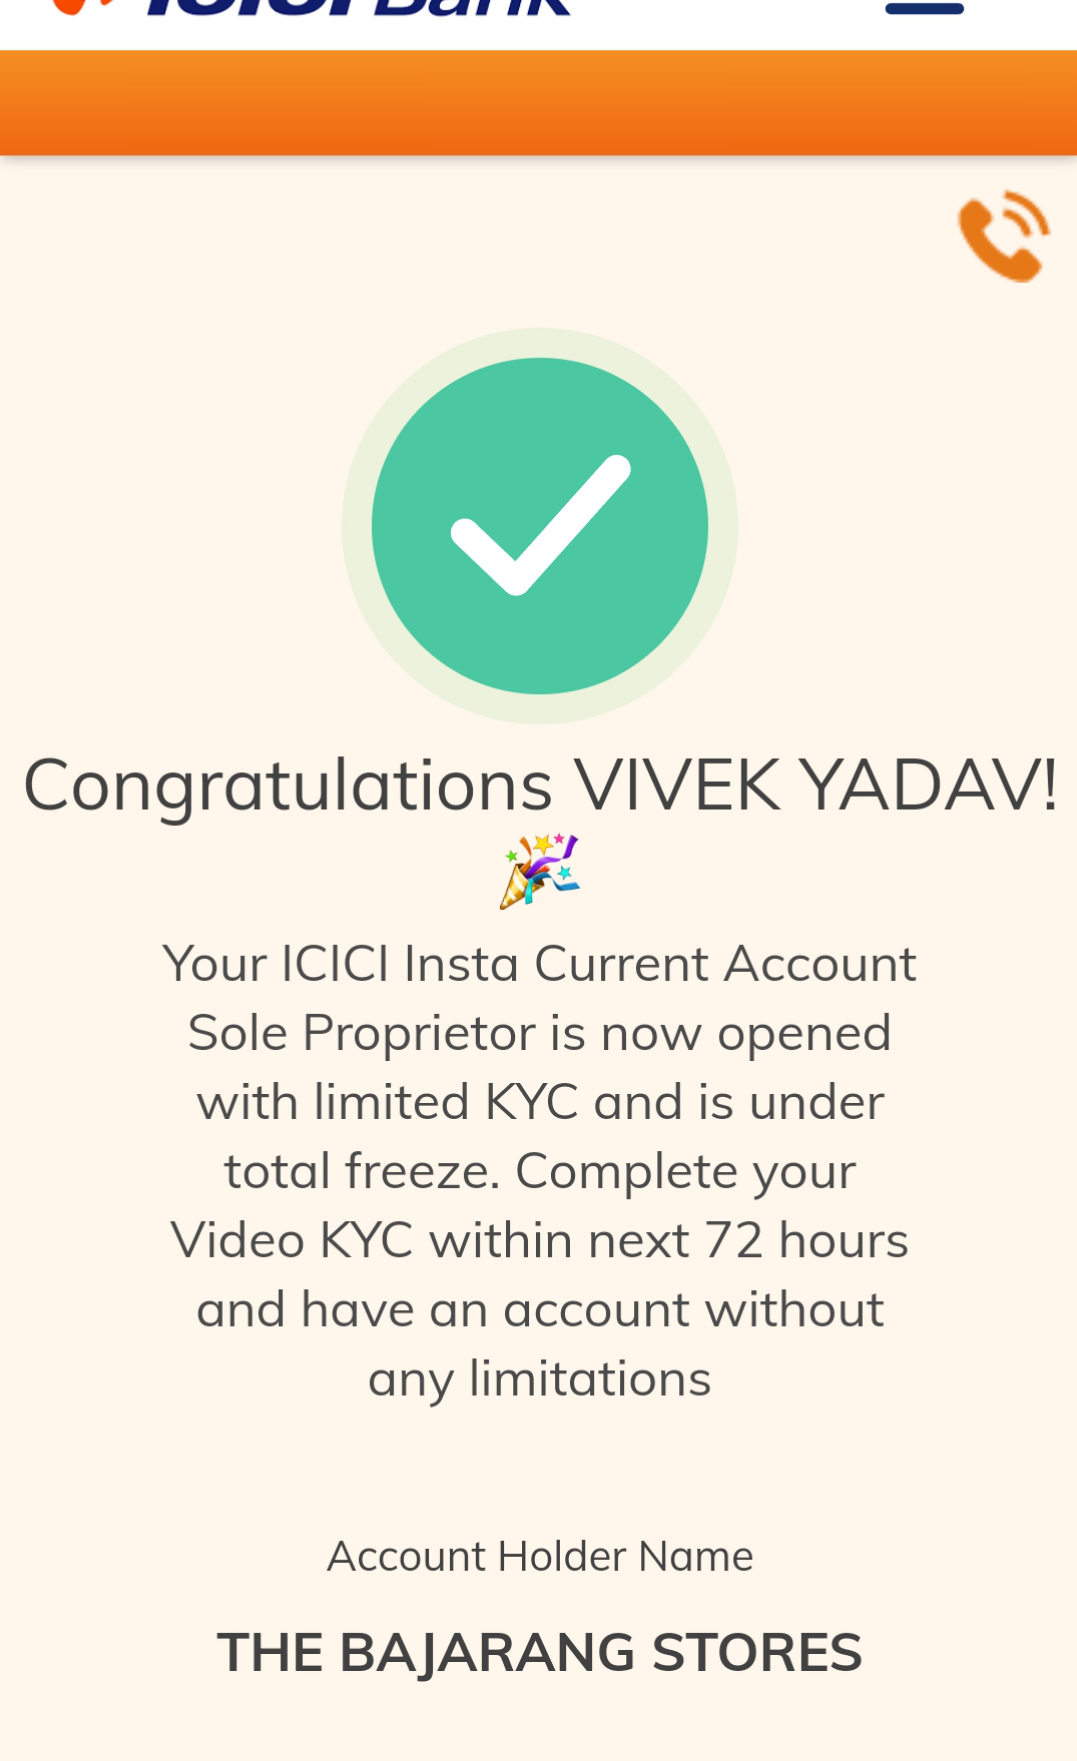 ICICI Bank
Congratulations VIVEK YADAV!
🎉
Your ICICI Insta Current Account
Sole Proprietor is now opened
with limited KYC and is under
total freeze. Complete your
Video KYC within next 72 hours
and have an account without
any limitations
Account Holder Name
THE BAJARANG STORES